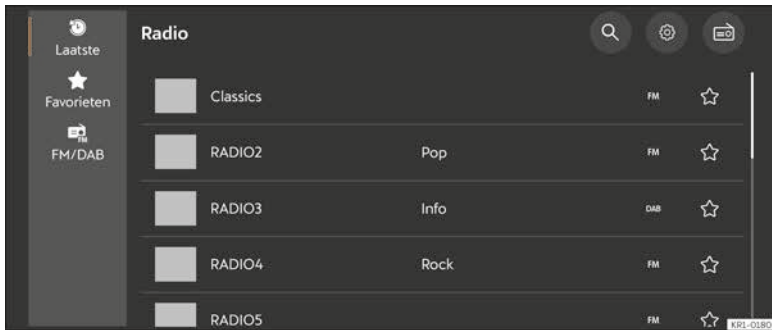 Laatste
Favorieten
FM
FM/DAB
Radio
Classics FM
RADIO2 Pop FM
RADIO3 Info DAB
RADIO4 Rock FM
RADIO5 FM
KR1-0180